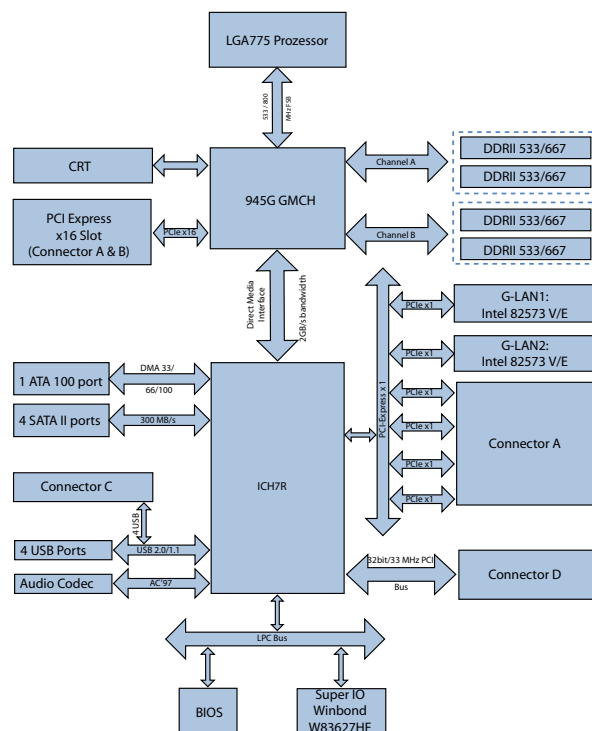 LGA775 Prozessor
533 / 800
MHz FSB
CRT
945G GMCH
Channel A
DDRII 533/667
DDRII 533/667
PCI Express
x16 Slot
(Connector A & B)
PCIe x16
Channel B
DDRII 533/667
DDRII 533/667
Direct Media
Interface
2GB/s bandwidth
PCI-Express x 1
PCIe x1
G-LAN1:
Intel 82573 V/E
PCIe x1
G-LAN2:
Intel 82573 V/E
1 ATA 100 port
DMA 33/
66/100
4 SATA II ports
300 MB/s
PCIe x1
PCIe x1
PCIe x1
PCIe x1
Connector A
ICH7R
Connector C
4 USB
4 USB Ports
USB 2.0/1.1
Audio Codec
AC'97
32bit/33 MHz PCI
Bus
Connector D
LPC Bus
BIOS
Super IO
Winbond
W83627HF